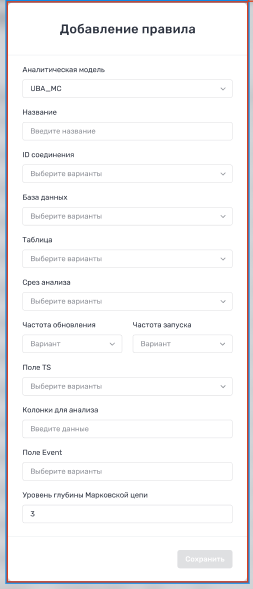 Добавление правила
Аналитическая модель
UBA_MC
Название
Введите название
ID соединения
Выберите варианты
База данных
Выберите варианты
Таблица
Выберите варианты
Срез анализа
Выберите варианты
Частота обновления Частота запуска
Вариант Вариант
Поле TS
Выберите варианты
Колонки для анализа
Введите данные
Поле Event
Выберите варианты
Уровень глубины Марковской цепи
3
Сохранить